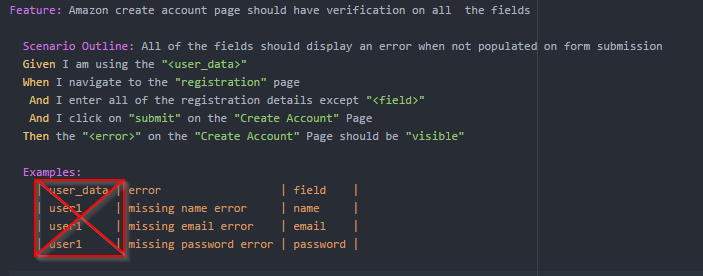 Feature: Amazon create account page should have verification on all  the fields
Scenario Outline: All of the fields should display an error when not populated on form submission
Given I am using the "<user_data>"
When I navigate to the "registration" page
And I enter all of the registration details except "<field>"
And I click on "submit" on the "Create Account" Page
Then the "<error>" on the "Create Account" Page should be "visible"
Examples:
| user_data | error                  | field    |
| user1     | missing name error     | name     |
| user1     | missing email error    | email    |
| user1     | missing password error | password |